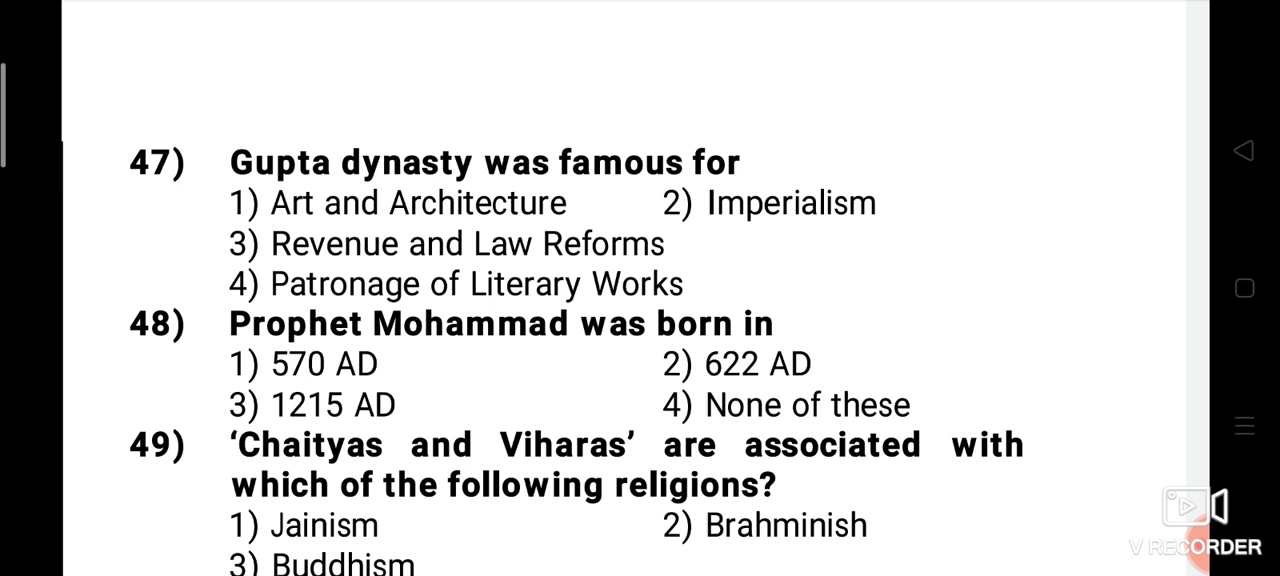 47) Gupta dynasty was famous for
1) Art and Architecture 2) Imperialism
3) Revenue and Law Reforms
4) Patronage of Literary Works
48) Prophet Mohammad was born in
1) 570 AD 2) 622 AD
3) 1215 AD 4) None of these
49) ‘Chaityas and Viharas’ are associated with
which of the following religions?
1) Jainism 2) Brahminish
3) Buddhism
V RECORDER